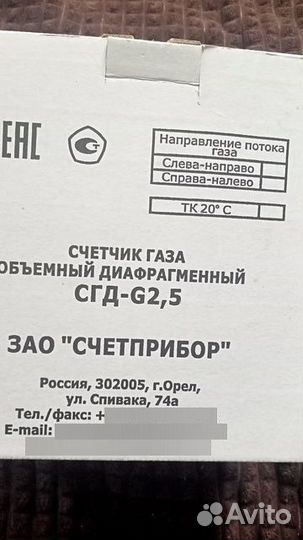 ЕАС
Направление потока
газа
Слева-направо
Справа-налево
ТК 20° С
СЧЕТЧИК ГАЗА
ОБЪЕМНЫЙ ДИАФРАГМЕННЫЙ
СГД-G2,5
ЗАО "СЧЕТПРИБОР"
Россия, 302005, г.Орел,
ул. Спивака, 74а
Тел./факс: +
E-mail:
Avito